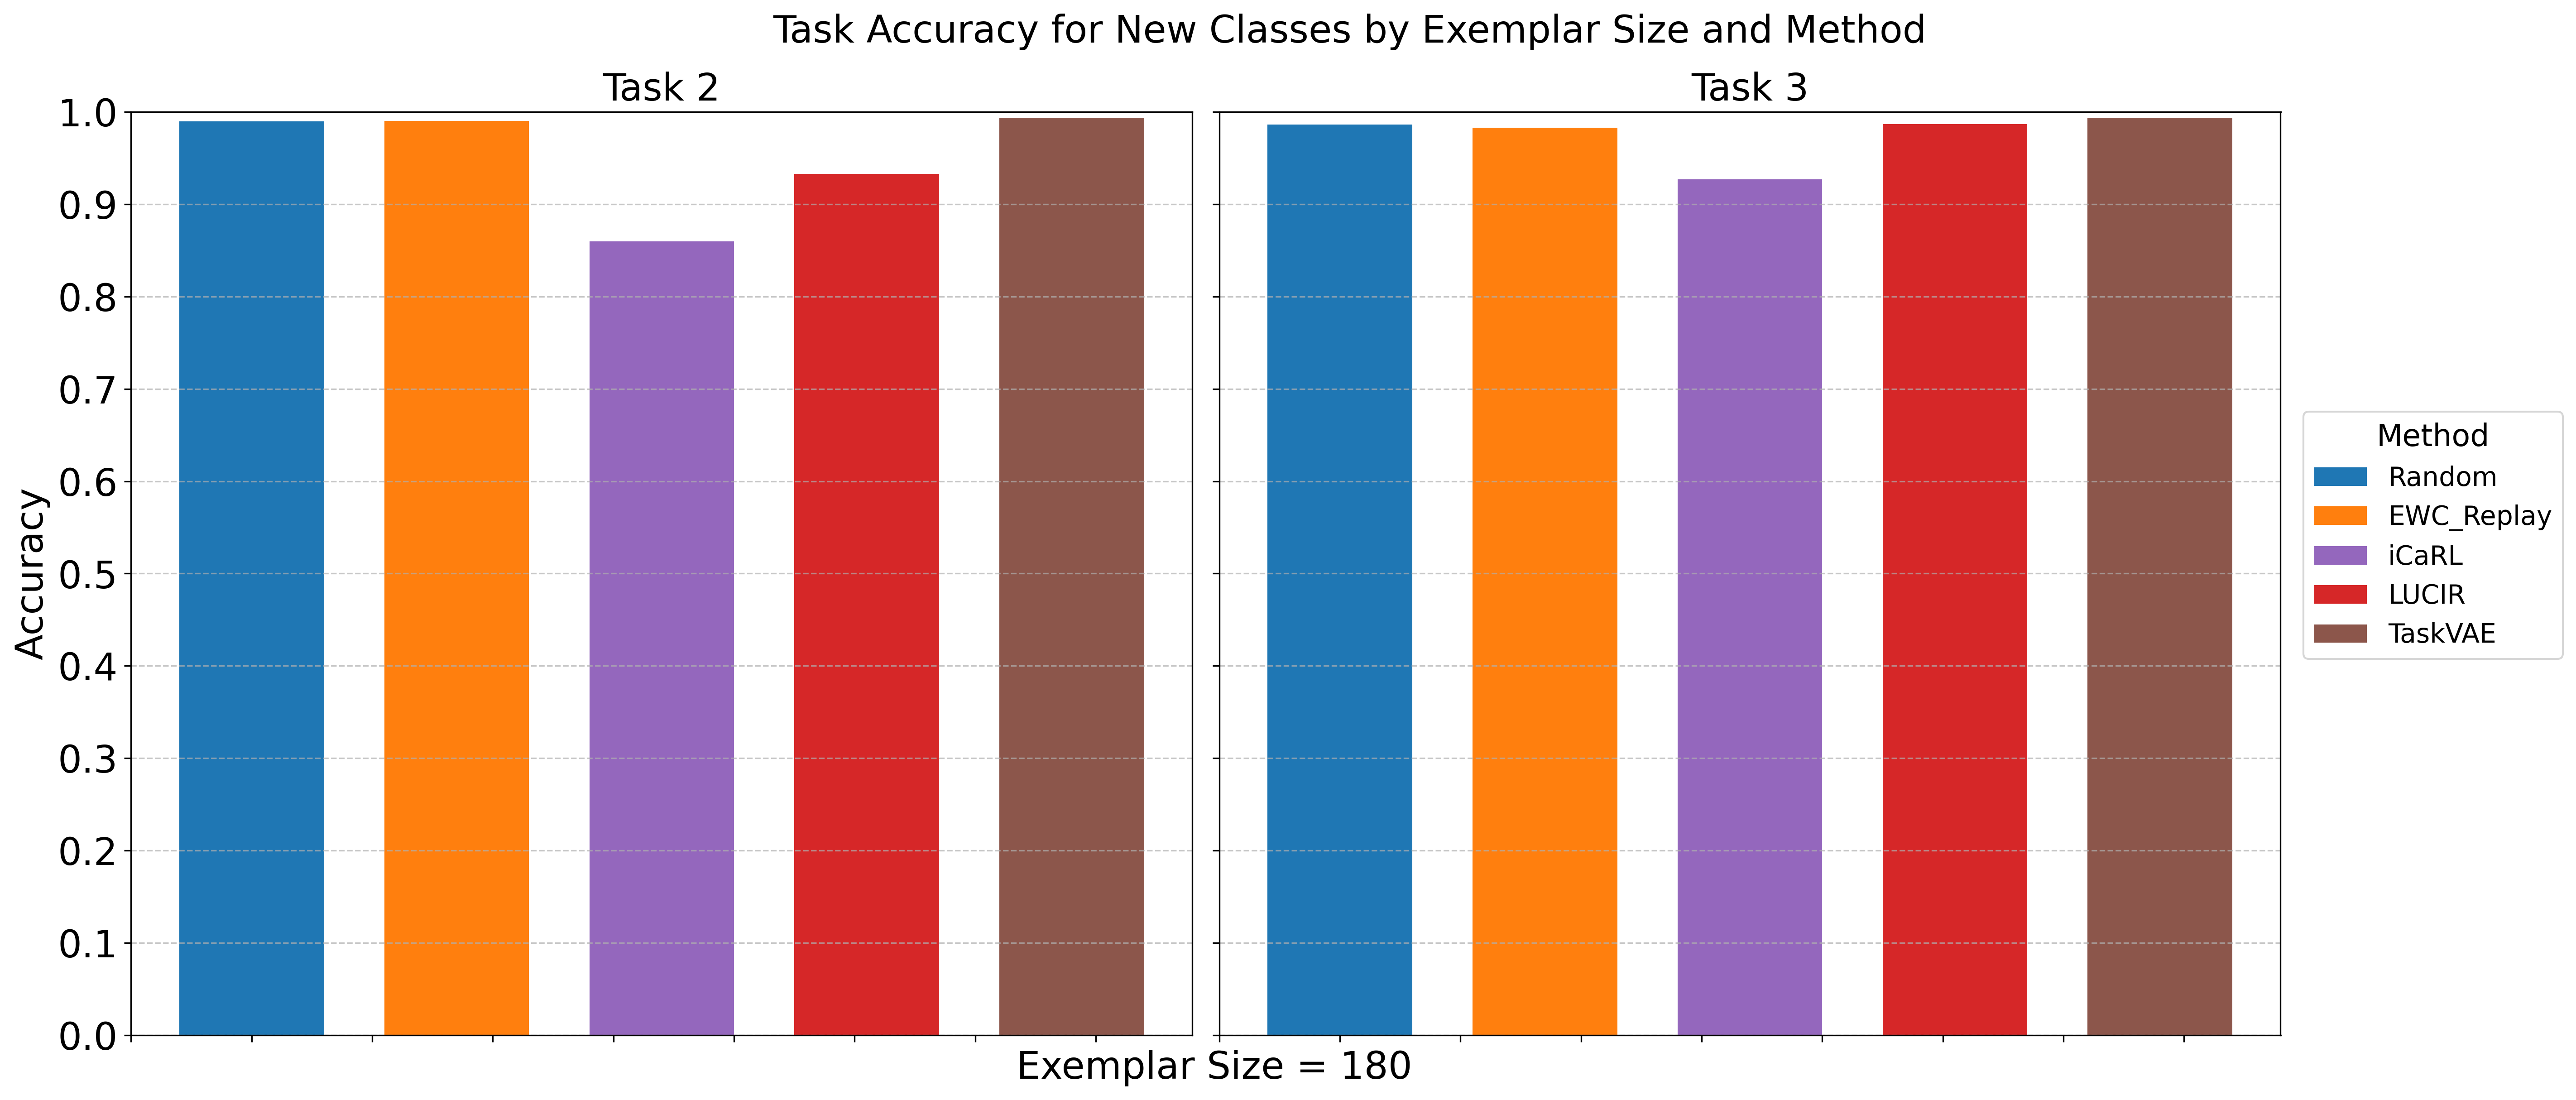 Task Accuracy for New Classes by Exemplar Size and Method
Task 2
Task 3
1.0
0.9
0.8
0.7
0.6
0.5
0.4
0.3
0.2
0.1
0.0
Accuracy
Exemplar Size = 180
Method
Random
EWC_Replay
iCaRL
LUCIR
TaskVAE